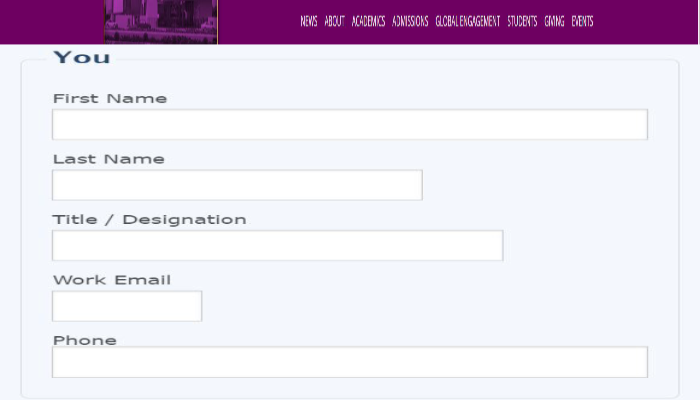 NEWS ABOUT ACADEMICS ADMISSIONS GLOBAL ENGAGEMENT STUDENTS GIVING EVENTS
You
First Name
Last Name
Title / Designation
Work Email
Phone